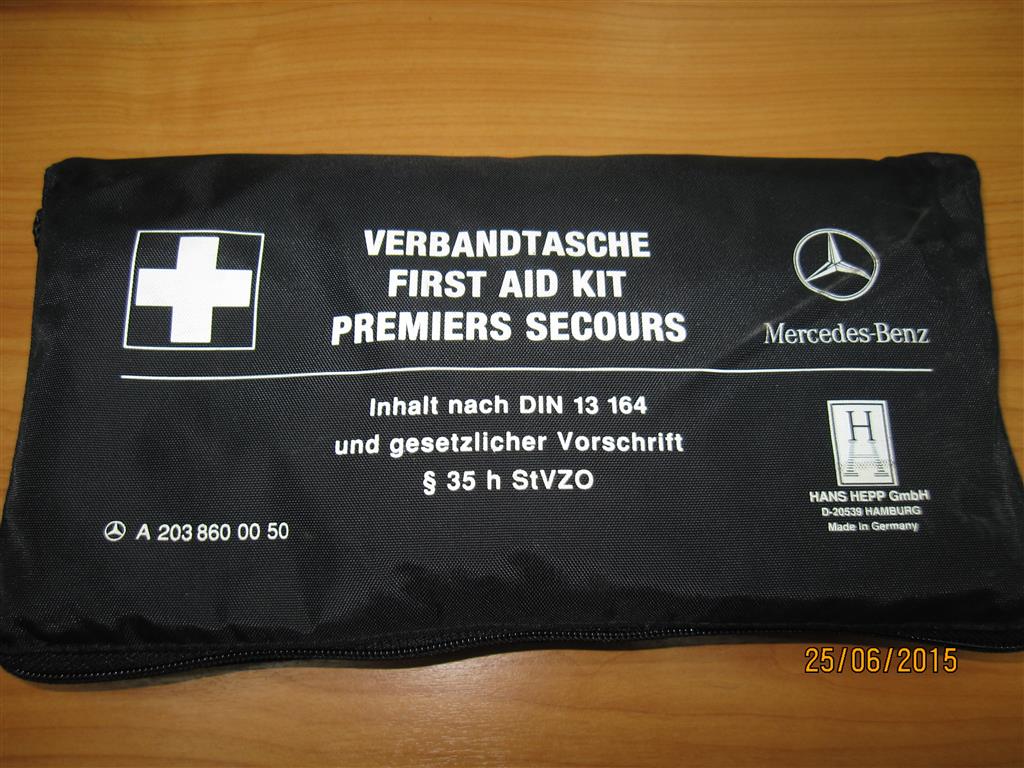 VERBANDTASCHE
FIRST AID KIT
PREMIERS SECOURS
Mercedes-Benz
Inhalt nach DIN 13 164
und gesetzlicher Vorschrift
§ 35 h StVZO
H
A
HANS HEPP GmbH
D-20539 HAMBURG
Made in Germany
A 203 860 00 50
25/06/2015